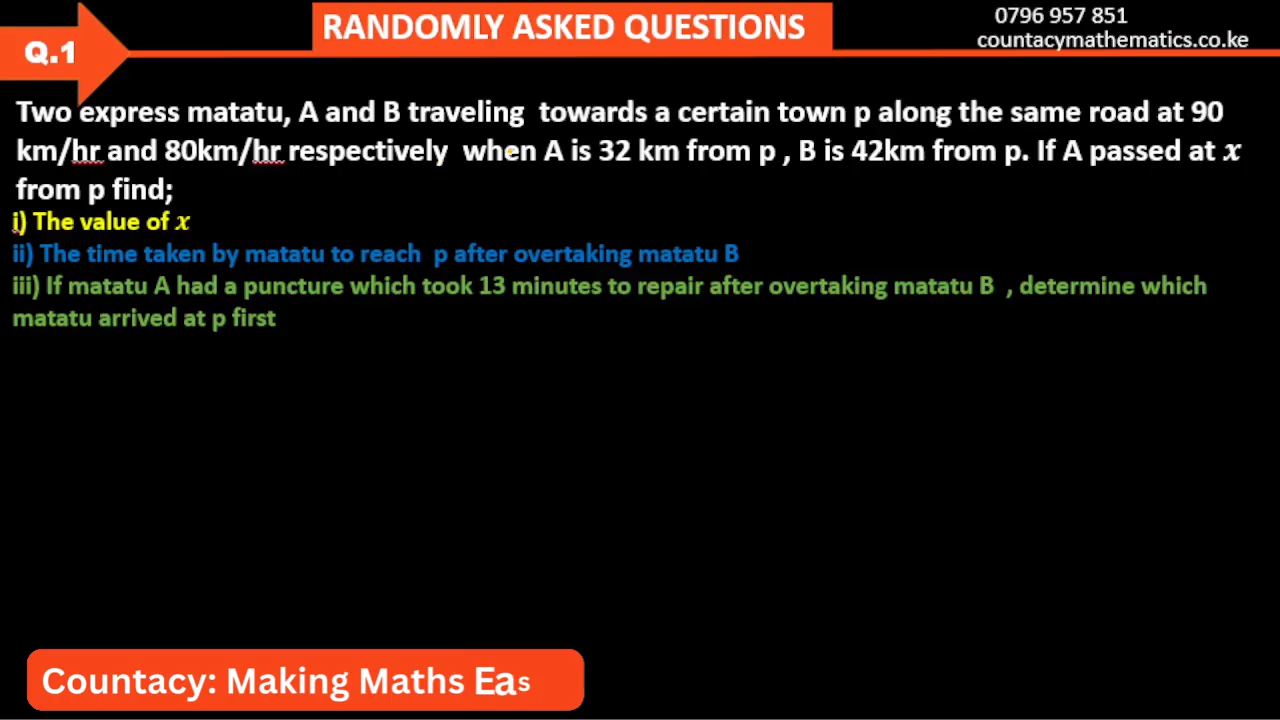 RANDOMLY ASKED QUESTIONS
0796 957 851
countacymathematics.co.ke
Q.1
Two express matatu, A and B traveling towards a certain town p along the same road at 90
km/hr and 80km/hr respectively when A is 32 km from p , B is 42km from p. If A passed at x
from p find;
i) The value of x
ii) The time taken by matatu to reach p after overtaking matatu B
iii) If matatu A had a puncture which took 13 minutes to repair after overtaking matatu B , determine which
matatu arrived at p first
Countacy: Making Maths Eas